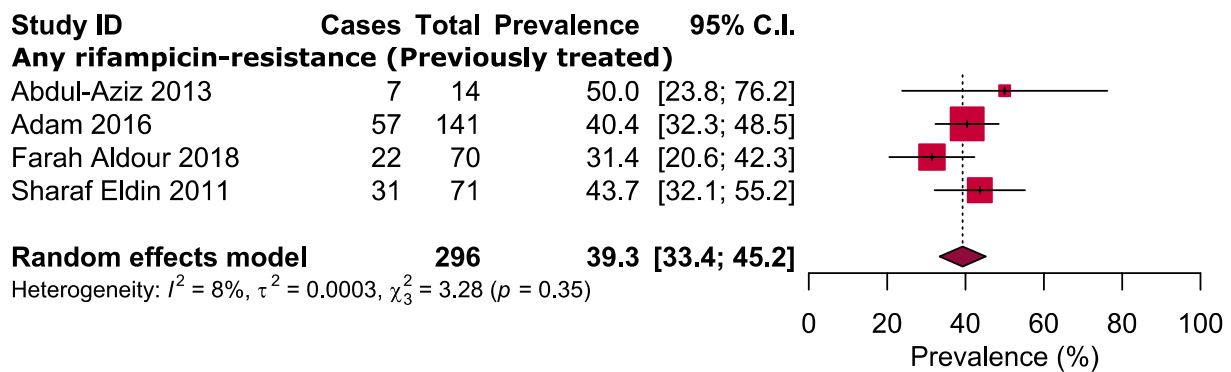 Study ID Cases Total Prevalence 95% C.I.
Any rifampicin-resistance (Previously treated)
Abdul-Aziz 2013 7 14 50.0 [23.8; 76.2]
Adam 2016 57 141 40.4 [32.3; 48.5]
Farah Aldour 2018 22 70 31.4 [20.6; 42.3]
Sharaf Eldin 2011 31 71 43.7 [32.1; 55.2]
Random effects model 296 39.3 [33.4; 45.2]
Heterogeneity: I² = 8%, τ² = 0.0003, χ²₃ = 3.28 (p = 0.35)
0 20 40 60 80 100
Prevalence (%)